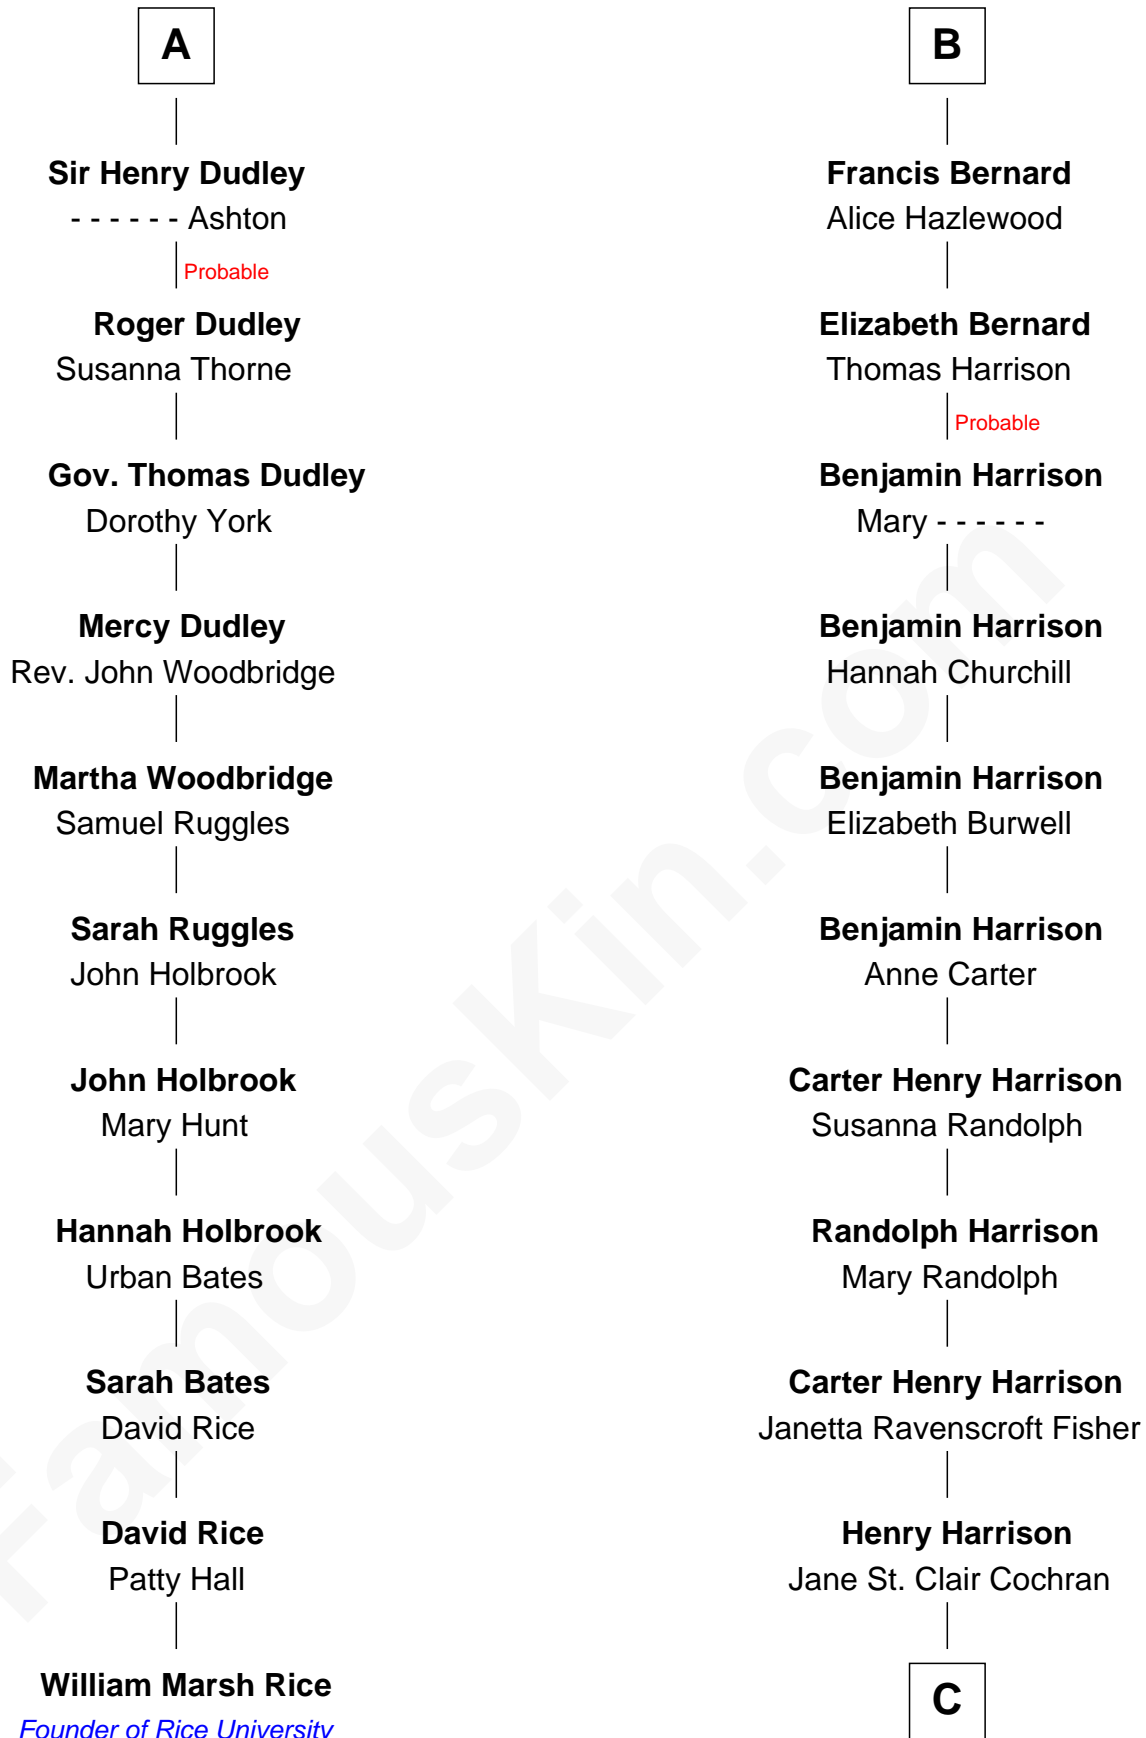 A
Sir Henry Dudley
- - - - - - Ashton
Probable
Roger Dudley
Susanna Thorne
Gov. Thomas Dudley
Dorothy York
Mercy Dudley
Rev. John Woodbridge
Martha Woodbridge
Samuel Ruggles
Sarah Ruggles
John Holbrook
John Holbrook
Mary Hunt
Hannah Holbrook
Urban Bates
Sarah Bates
David Rice
David Rice
Patty Hall
William Marsh Rice
Founder of Rice University
B
Francis Bernard
Alice Hazlewood
Elizabeth Bernard
Thomas Harrison
Probable
Benjamin Harrison
Mary - - - - - -
Benjamin Harrison
Hannah Churchill
Benjamin Harrison
Elizabeth Burwell
Benjamin Harrison
Anne Carter
Carter Henry Harrison
Susanna Randolph
Randolph Harrison
Mary Randolph
Carter Henry Harrison
Janetta Ravenscroft Fisher
Henry Harrison
Jane St. Clair Cochran
C
FamousKin.com